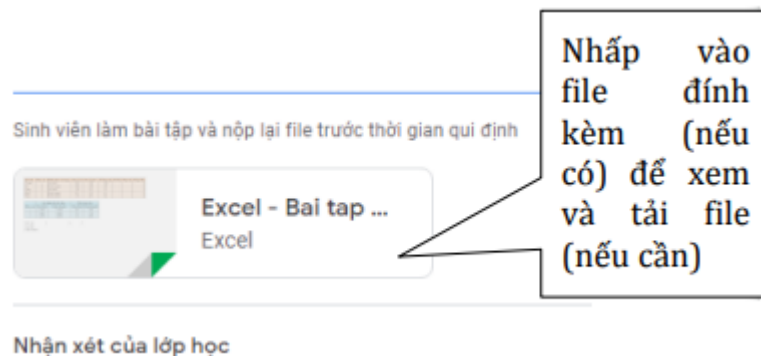 Nhấp vào
file đính
kèm (nếu
có) để xem
và tải file
(nếu cần)
Sinh viên làm bài tập và nộp lại file trước thời gian qui định
Excel - Bai tap ...
Excel
Nhận xét của lớp học